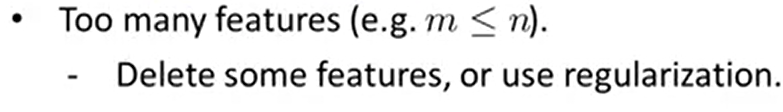 • Too many features (e.g. m ≤ n).
- Delete some features, or use regularization.